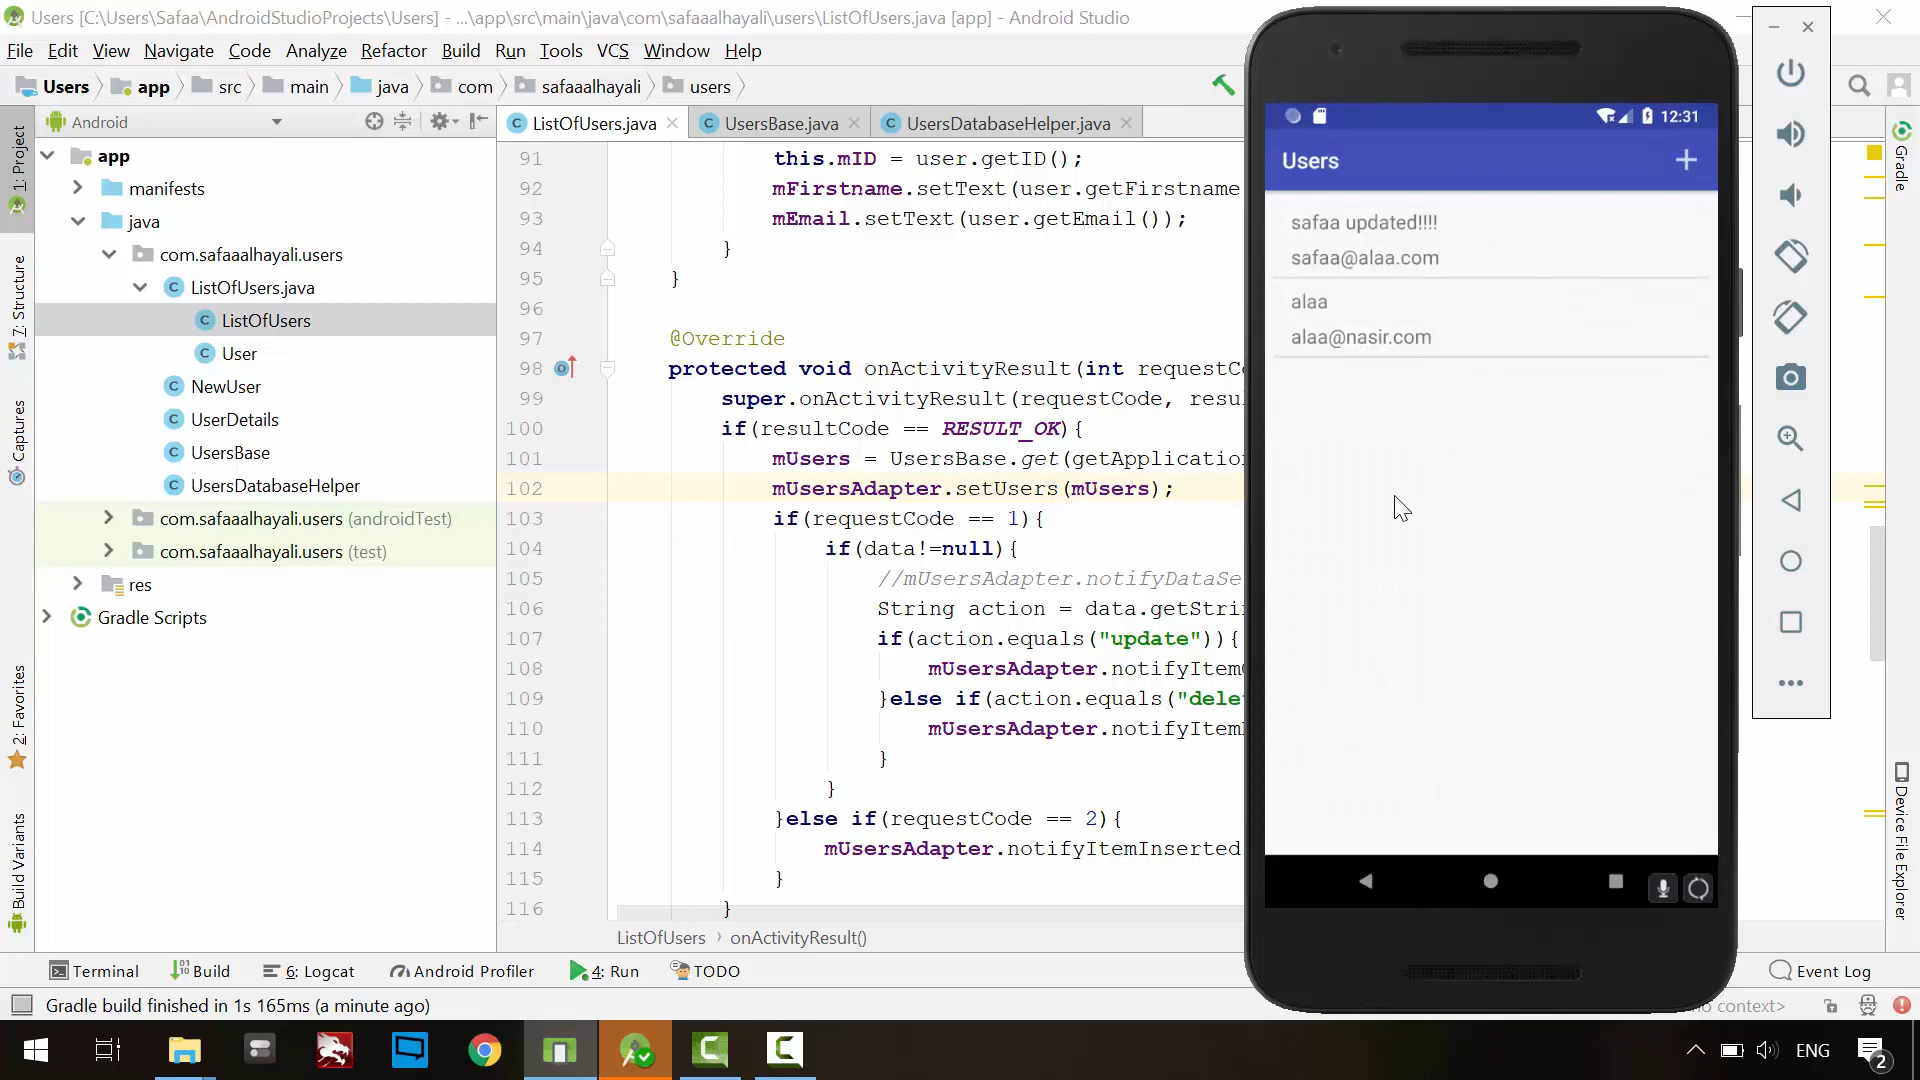 Users [C:\Users\Safaa\AndroidStudioProjects\Users] - ...\app\src\main\java\com\safaaalhayali\users\ListOfUsers.java [app] - Android Studio
File Edit View Navigate Code Analyze Refactor Build Run Tools VCS Window Help
Users app src main java com safaaalhayali users
Android
ListOfUsers.java UsersBase.java UsersDatabaseHelper.java
1: Project
7: Structure
Captures
2: Favorites
Build Variants
app
manifests
java
com.safaaalhayali.users
ListOfUsers.java
ListOfUsers
User
NewUser
UserDetails
UsersBase
UsersDatabaseHelper
com.safaaalhayali.users (androidTest)
com.safaaalhayali.users (test)
res
Gradle Scripts
91 this.mID = user.getID();
92 mFirstname.setText(user.getFirstname
93 mEmail.setText(user.getEmail());
94 }
95 }
96
97 @Override
98 protected void onActivityResult(int requestC
99 super.onActivityResult(requestCode, resul
100 if(resultCode == RESULT_OK){
101 mUsers = UsersBase.get(getApplication
102 mUsersAdapter.setUsers(mUsers);
103 if(requestCode == 1){
104 if(data!=null){
105 //mUsersAdapter.notifyDataSe
106 String action = data.getStrin
107 if(action.equals("update")){
108 mUsersAdapter.notifyItem
109 }else if(action.equals("dele
110 mUsersAdapter.notifyItem
111 }
112 }
113 }else if(requestCode == 2){
114 mUsersAdapter.notifyItemInserted
115 }
116 }
ListOfUsers onActivityResult()
12:31
Users
safaa updated!!!!
safaa@alaa.com
alaa
alaa@nasir.com
Gradle
Device File Explorer
Terminal Build 6: Logcat Android Profiler 4: Run TODO Event Log
Gradle build finished in 1s 165ms (a minute ago)
context>
ENG
2